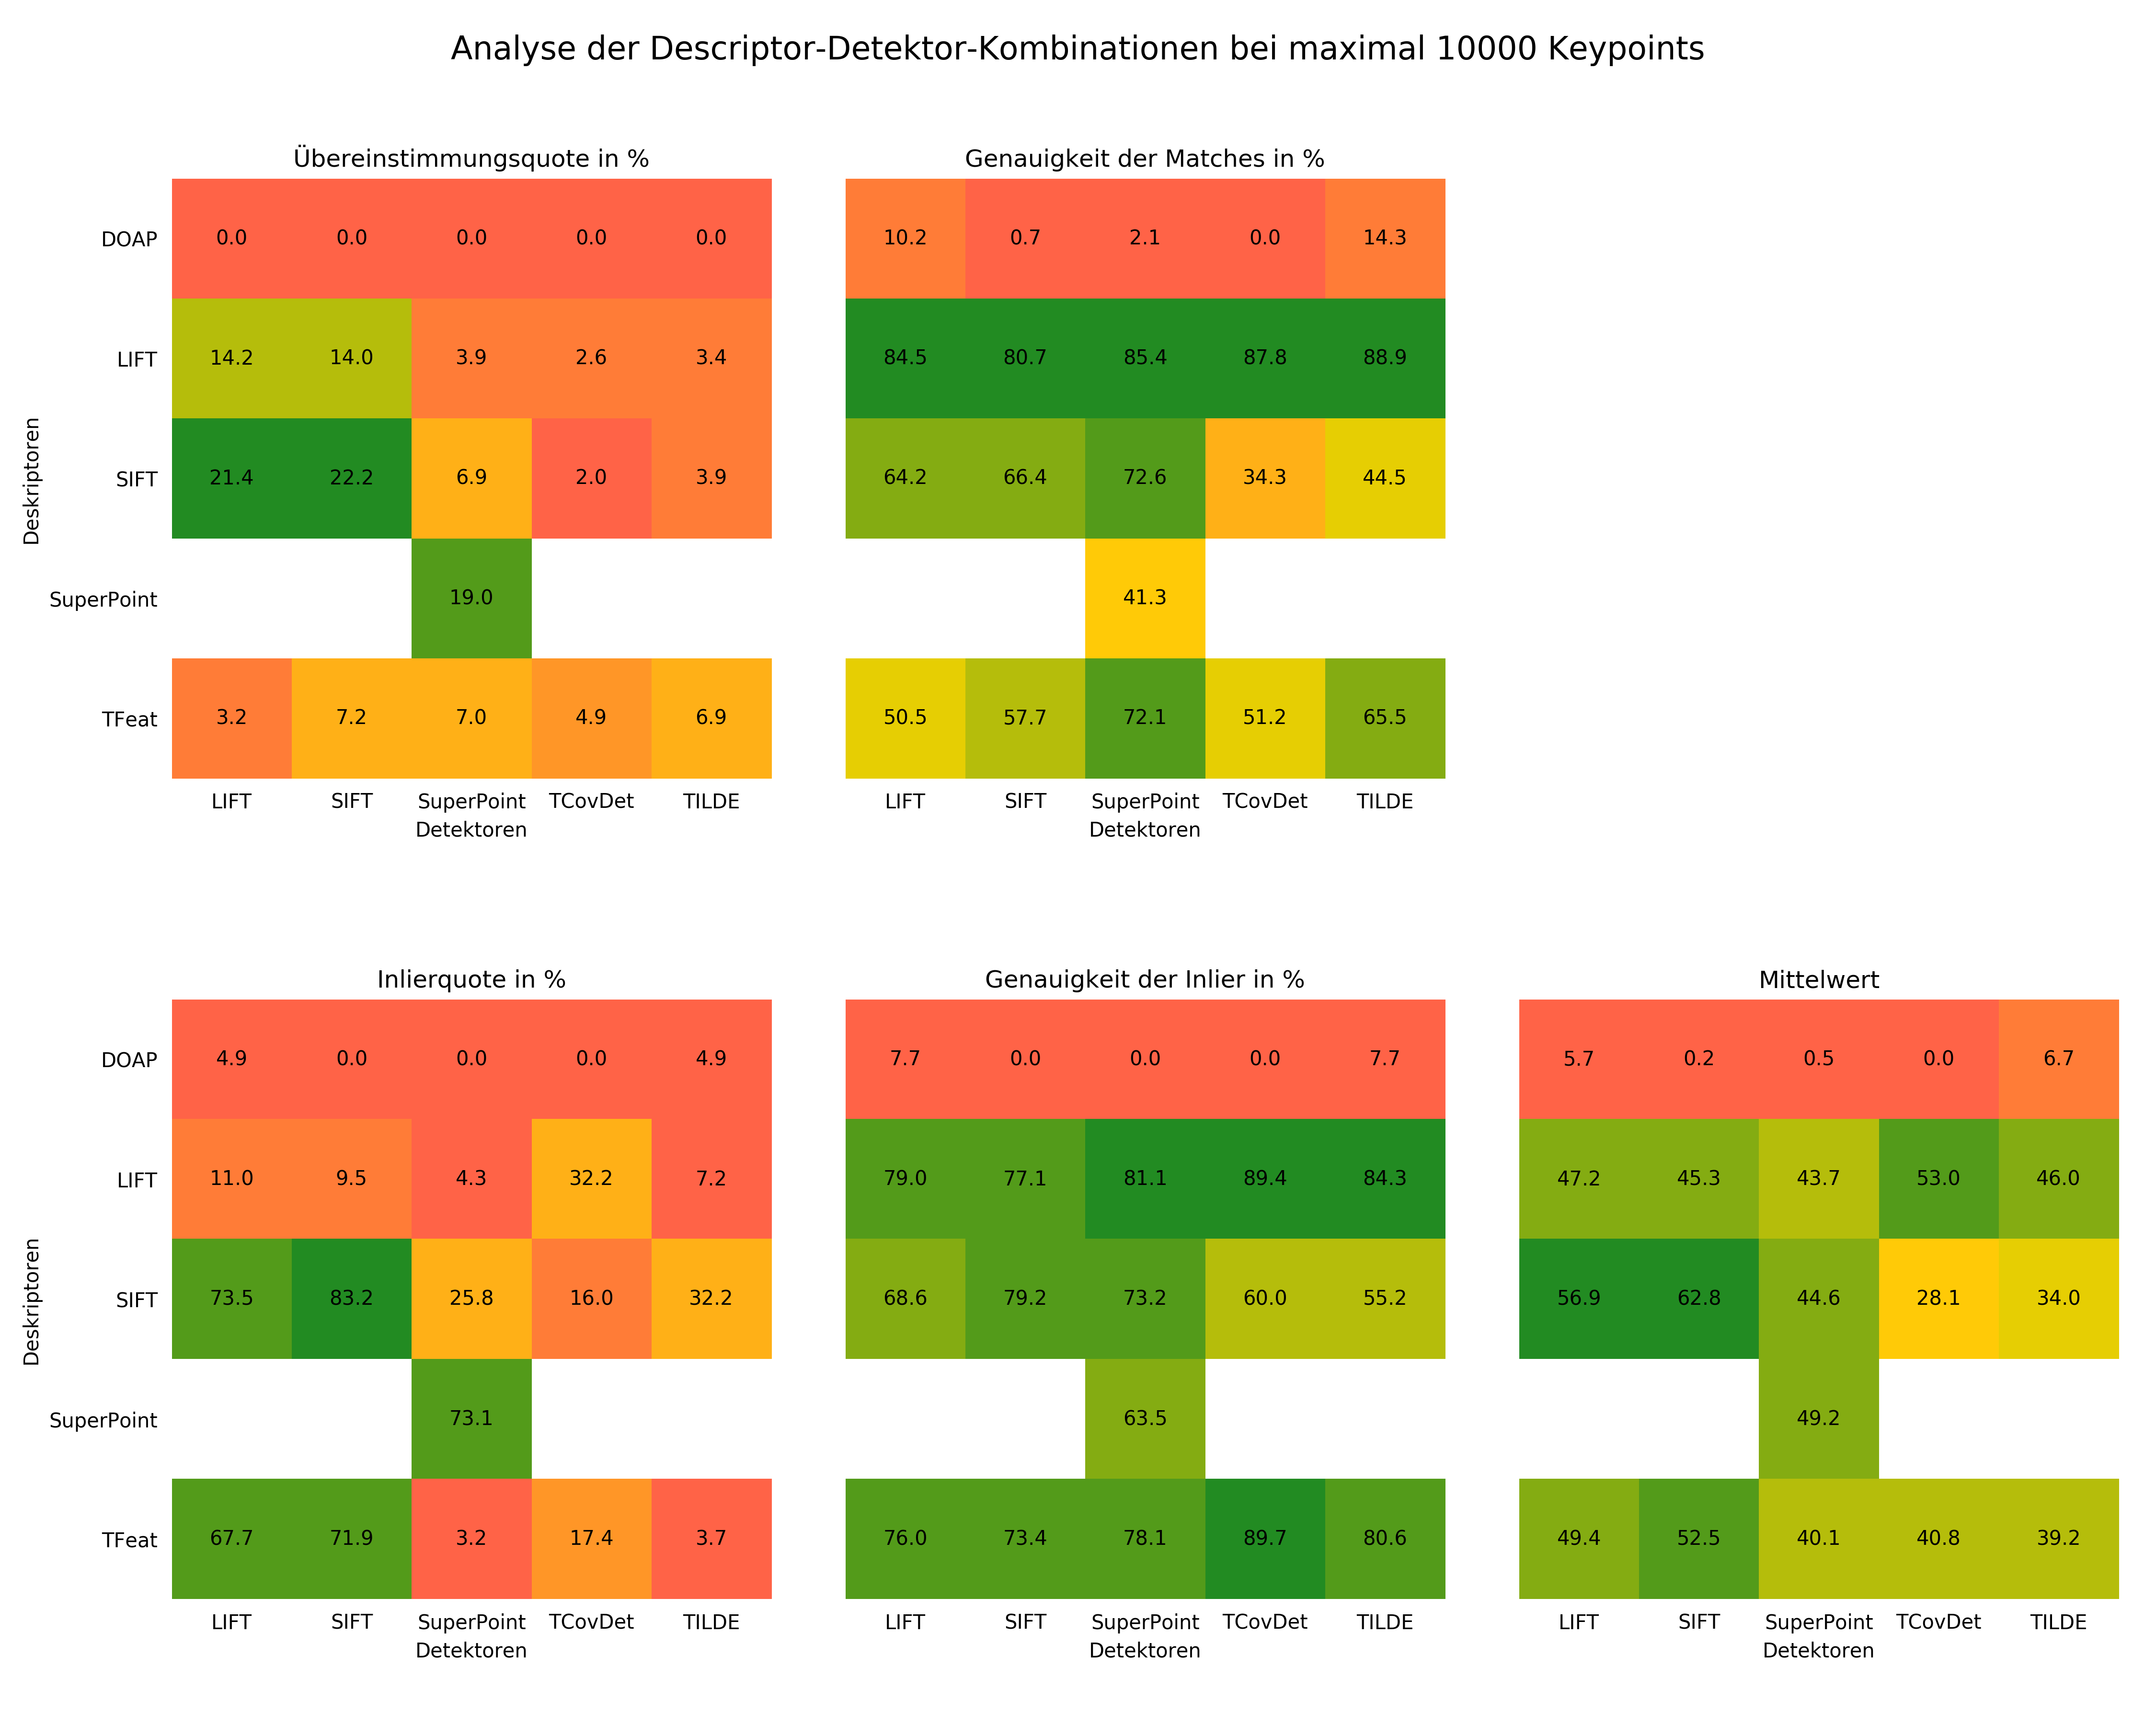 Analyse der Descriptor-Detektor-Kombinationen bei maximal 10000 Keypoints
Übereinstimmungsquote in %
Deskriptoren
DOAP 0.0 0.0 0.0 0.0 0.0
LIFT 14.2 14.0 3.9 2.6 3.4
SIFT 21.4 22.2 6.9 2.0 3.9
SuperPoint 19.0
TFeat 3.2 7.2 7.0 4.9 6.9
LIFT SIFT SuperPoint TCovDet TILDE
Detektoren
Genauigkeit der Matches in %
10.2 0.7 2.1 0.0 14.3
84.5 80.7 85.4 87.8 88.9
64.2 66.4 72.6 34.3 44.5
41.3
50.5 57.7 72.1 51.2 65.5
LIFT SIFT SuperPoint TCovDet TILDE
Detektoren
Inlierquote in %
Deskriptoren
DOAP 4.9 0.0 0.0 0.0 4.9
LIFT 11.0 9.5 4.3 32.2 7.2
SIFT 73.5 83.2 25.8 16.0 32.2
SuperPoint 73.1
TFeat 67.7 71.9 3.2 17.4 3.7
LIFT SIFT SuperPoint TCovDet TILDE
Detektoren
Genauigkeit der Inlier in %
7.7 0.0 0.0 0.0 7.7
79.0 77.1 81.1 89.4 84.3
68.6 79.2 73.2 60.0 55.2
63.5
76.0 73.4 78.1 89.7 80.6
LIFT SIFT SuperPoint TCovDet TILDE
Detektoren
Mittelwert
5.7 0.2 0.5 0.0 6.7
47.2 45.3 43.7 53.0 46.0
56.9 62.8 44.6 28.1 34.0
49.2
49.4 52.5 40.1 40.8 39.2
LIFT SIFT SuperPoint TCovDet TILDE
Detektoren